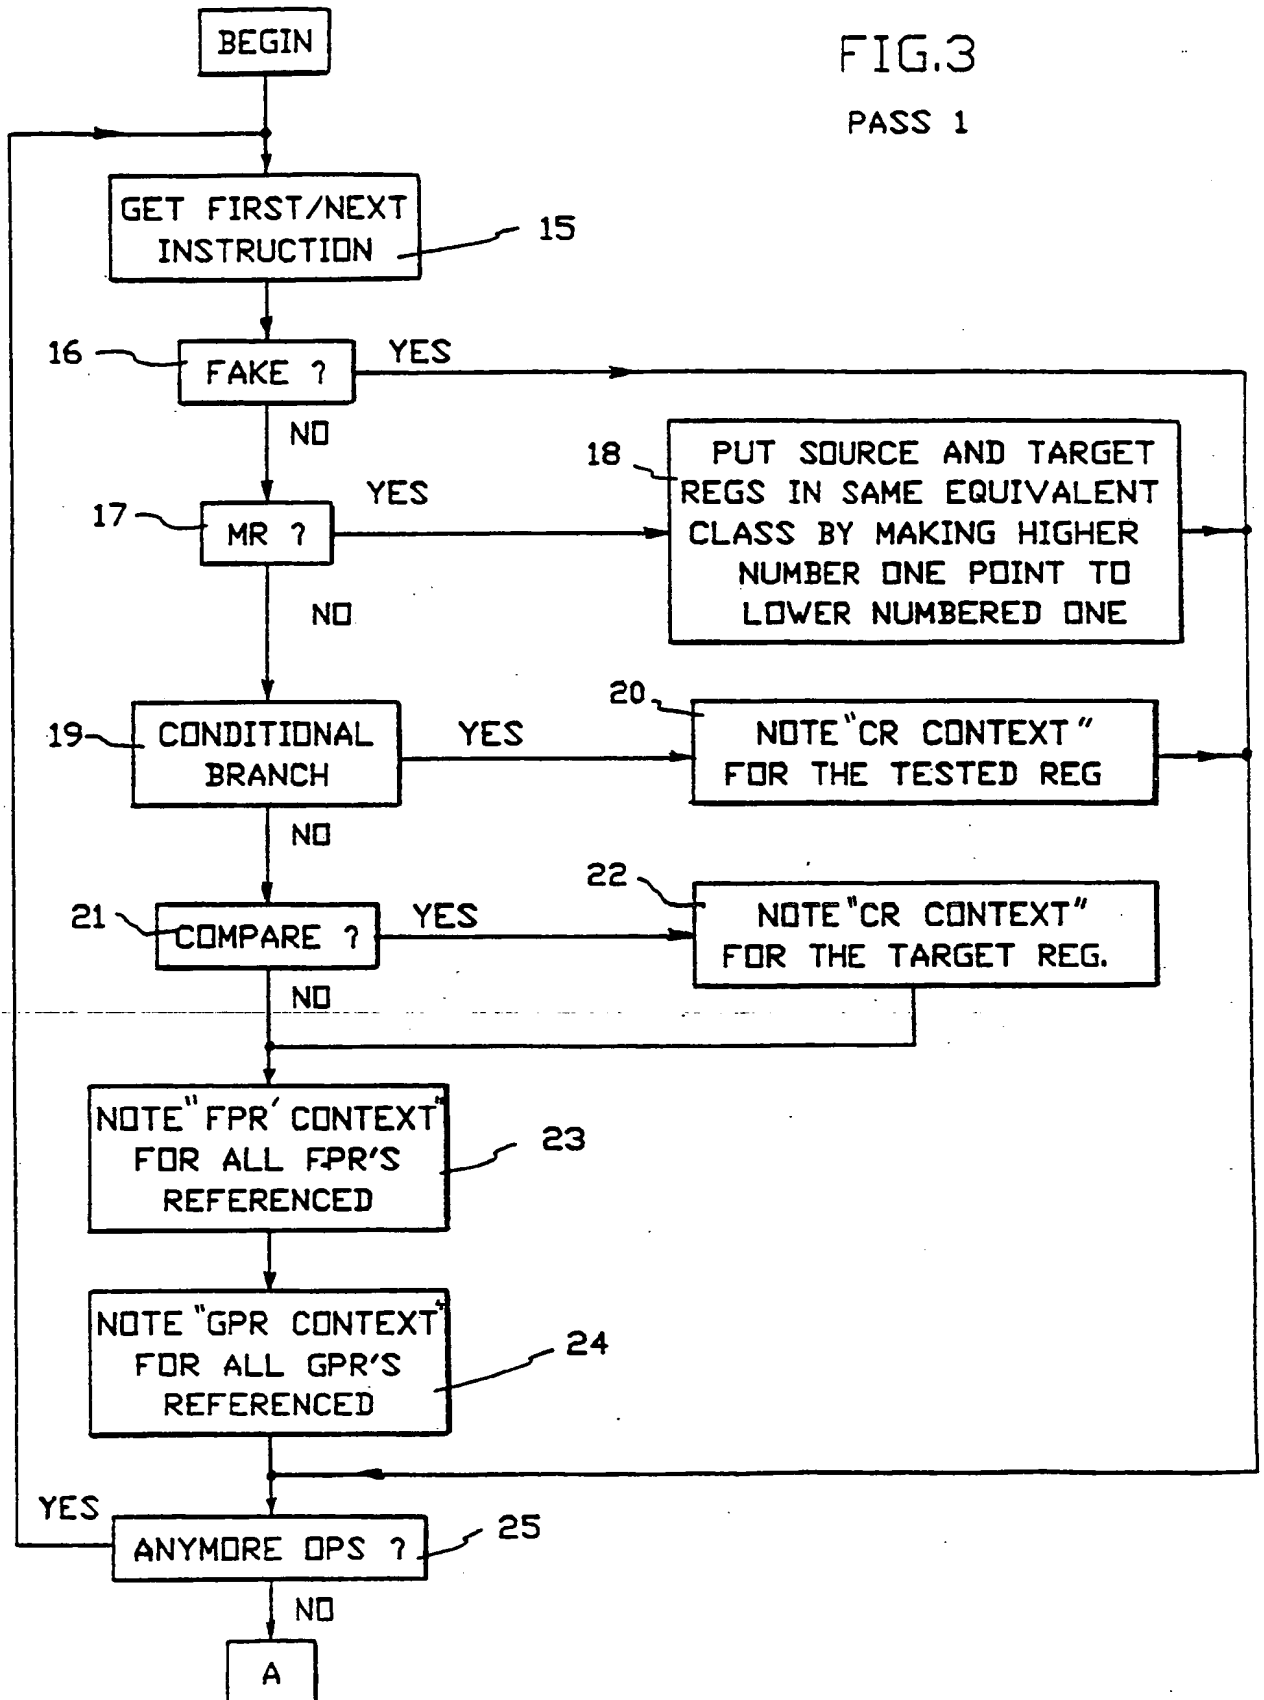 BEGIN
FIG.3
PASS 1
GET FIRST/NEXT
INSTRUCTION
15
16
FAKE ?
YES
NO
17
MR ?
YES
NO
18
PUT SOURCE AND TARGET
REGS IN SAME EQUIVALENT
CLASS BY MAKING HIGHER
NUMBER ONE POINT TO
LOWER NUMBERED ONE
19
CONDITIONAL
BRANCH
YES
NO
20
NOTE "CR CONTEXT"
FOR THE TESTED REG
21
COMPARE ?
YES
NO
22
NOTE "CR CONTEXT"
FOR THE TARGET REG.
NOTE "FPR' CONTEXT"
FOR ALL FPR'S
REFERENCED
23
NOTE "GPR CONTEXT"
FOR ALL GPR'S
REFERENCED
24
YES
ANYMORE OPS ?
25
NO
A